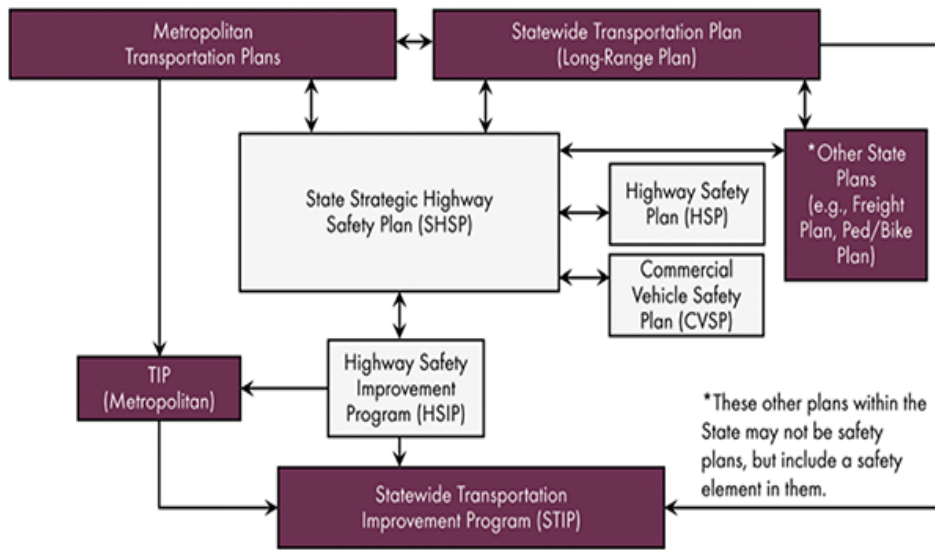 Metropolitan
Transportation Plans
Statewide Transportation Plan
(Long-Range Plan)
State Strategic Highway
Safety Plan (SHSP)
Highway Safety
Plan (HSP)
Commercial
Vehicle Safety
Plan (CVSP)
*Other State
Plans
(e.g., Freight
Plan, Ped/Bike
Plan)
TIP
(Metropolitan)
Highway Safety
Improvement
Program (HSIP)
*These other plans within the
State may not be safety
plans, but include a safety
element in them.
Statewide Transportation
Improvement Program (STIP)